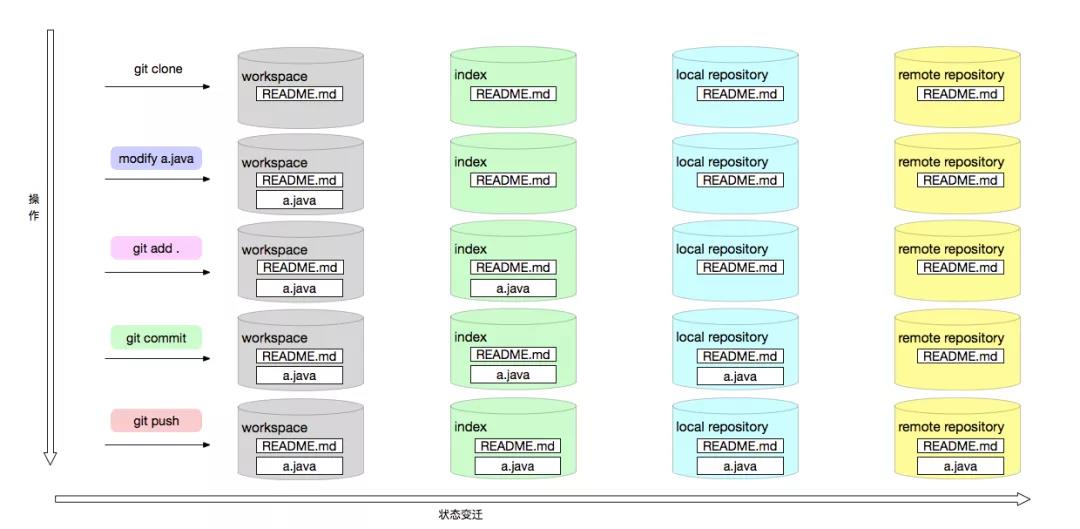 git clone
workspace
README.md
index
README.md
local repository
README.md
remote repository
README.md
modify a.java
workspace
README.md
a.java
index
README.md
local repository
README.md
remote repository
README.md
操作
git add .
workspace
README.md
a.java
index
README.md
a.java
local repository
README.md
remote repository
README.md
git commit
workspace
README.md
a.java
index
README.md
a.java
local repository
README.md
a.java
remote repository
README.md
git push
workspace
README.md
a.java
index
README.md
a.java
local repository
README.md
a.java
remote repository
README.md
a.java
状态变迁